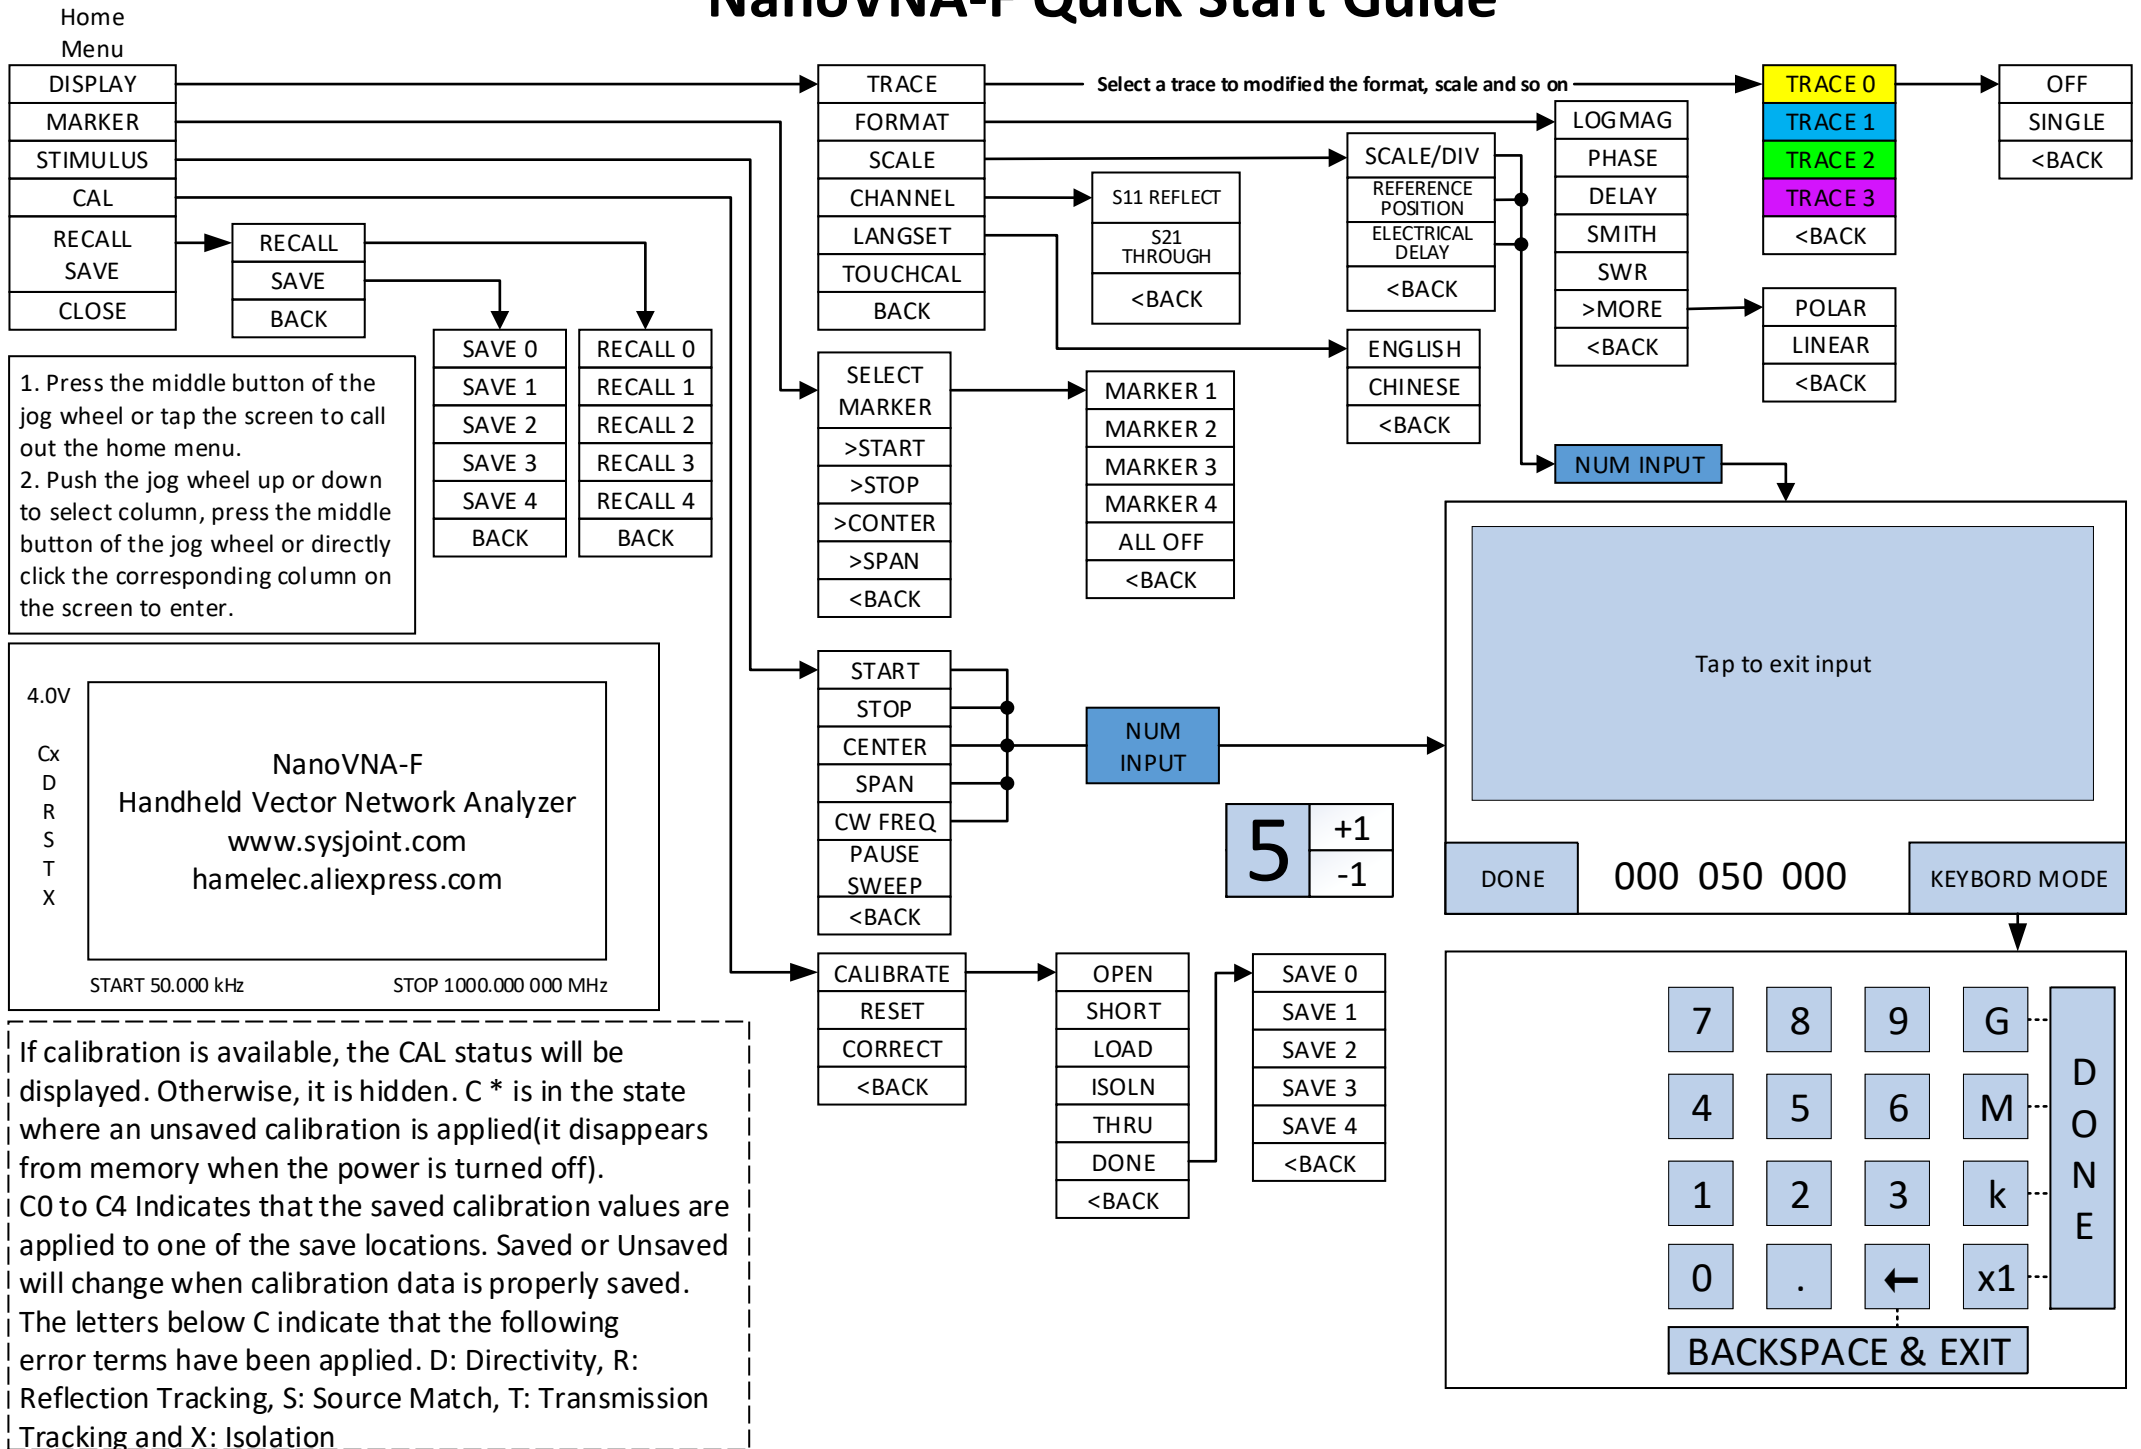 NanoVNA-F Quick Start Guide
Home
Menu
DISPLAY
MARKER
STIMULUS
CAL
RECALL
SAVE
CLOSE
RECALL
SAVE
BACK
SAVE 0
SAVE 1
SAVE 2
SAVE 3
SAVE 4
BACK
RECALL 0
RECALL 1
RECALL 2
RECALL 3
RECALL 4
BACK
TRACE
FORMAT
SCALE
CHANNEL
LANGSET
TOUCHCAL
BACK
Select a trace to modified the format, scale and so on
TRACE 0
TRACE 1
TRACE 2
TRACE 3
<BACK
OFF
SINGLE
<BACK
LOGMAG
PHASE
DELAY
SMITH
SWR
>MORE
<BACK
POLAR
LINEAR
<BACK
SCALE/DIV
REFERENCE
POSITION
ELECTRICAL
DELAY
<BACK
S11 REFLECT
S21
THROUGH
<BACK
ENGLISH
CHINESE
<BACK
NUM INPUT
SELECT
MARKER
>START
>STOP
>CONTER
>SPAN
<BACK
MARKER 1
MARKER 2
MARKER 3
MARKER 4
ALL OFF
<BACK
1. Press the middle button of the
jog wheel or tap the screen to call
out the home menu.
2. Push the jog wheel up or down
to select column, press the middle
button of the jog wheel or directly
click the corresponding column on
the screen to enter.
4.0V
Cx
D
R
S
T
X
NanoVNA-F
Handheld Vector Network Analyzer
www.sysjoint.com
hamelec.aliexpress.com
START 50.000 kHz
STOP 1000.000 000 MHz
START
STOP
CENTER
SPAN
CW FREQ
PAUSE
SWEEP
<BACK
NUM
INPUT
5
+1
-1
Tap to exit input
DONE
000 050 000
KEYBORD MODE
CALIBRATE
RESET
CORRECT
<BACK
OPEN
SHORT
LOAD
ISOLN
THRU
DONE
<BACK
SAVE 0
SAVE 1
SAVE 2
SAVE 3
SAVE 4
<BACK
7 8 9 G
4 5 6 M
1 2 3 k
0 . ← x1
D
O
N
E
BACKSPACE & EXIT
If calibration is available, the CAL status will be
displayed. Otherwise, it is hidden. C * is in the state
where an unsaved calibration is applied(it disappears
from memory when the power is turned off).
C0 to C4 Indicates that the saved calibration values are
applied to one of the save locations. Saved or Unsaved
will change when calibration data is properly saved.
The letters below C indicate that the following
error terms have been applied. D: Directivity, R:
Reflection Tracking, S: Source Match, T: Transmission
Tracking and X: Isolation